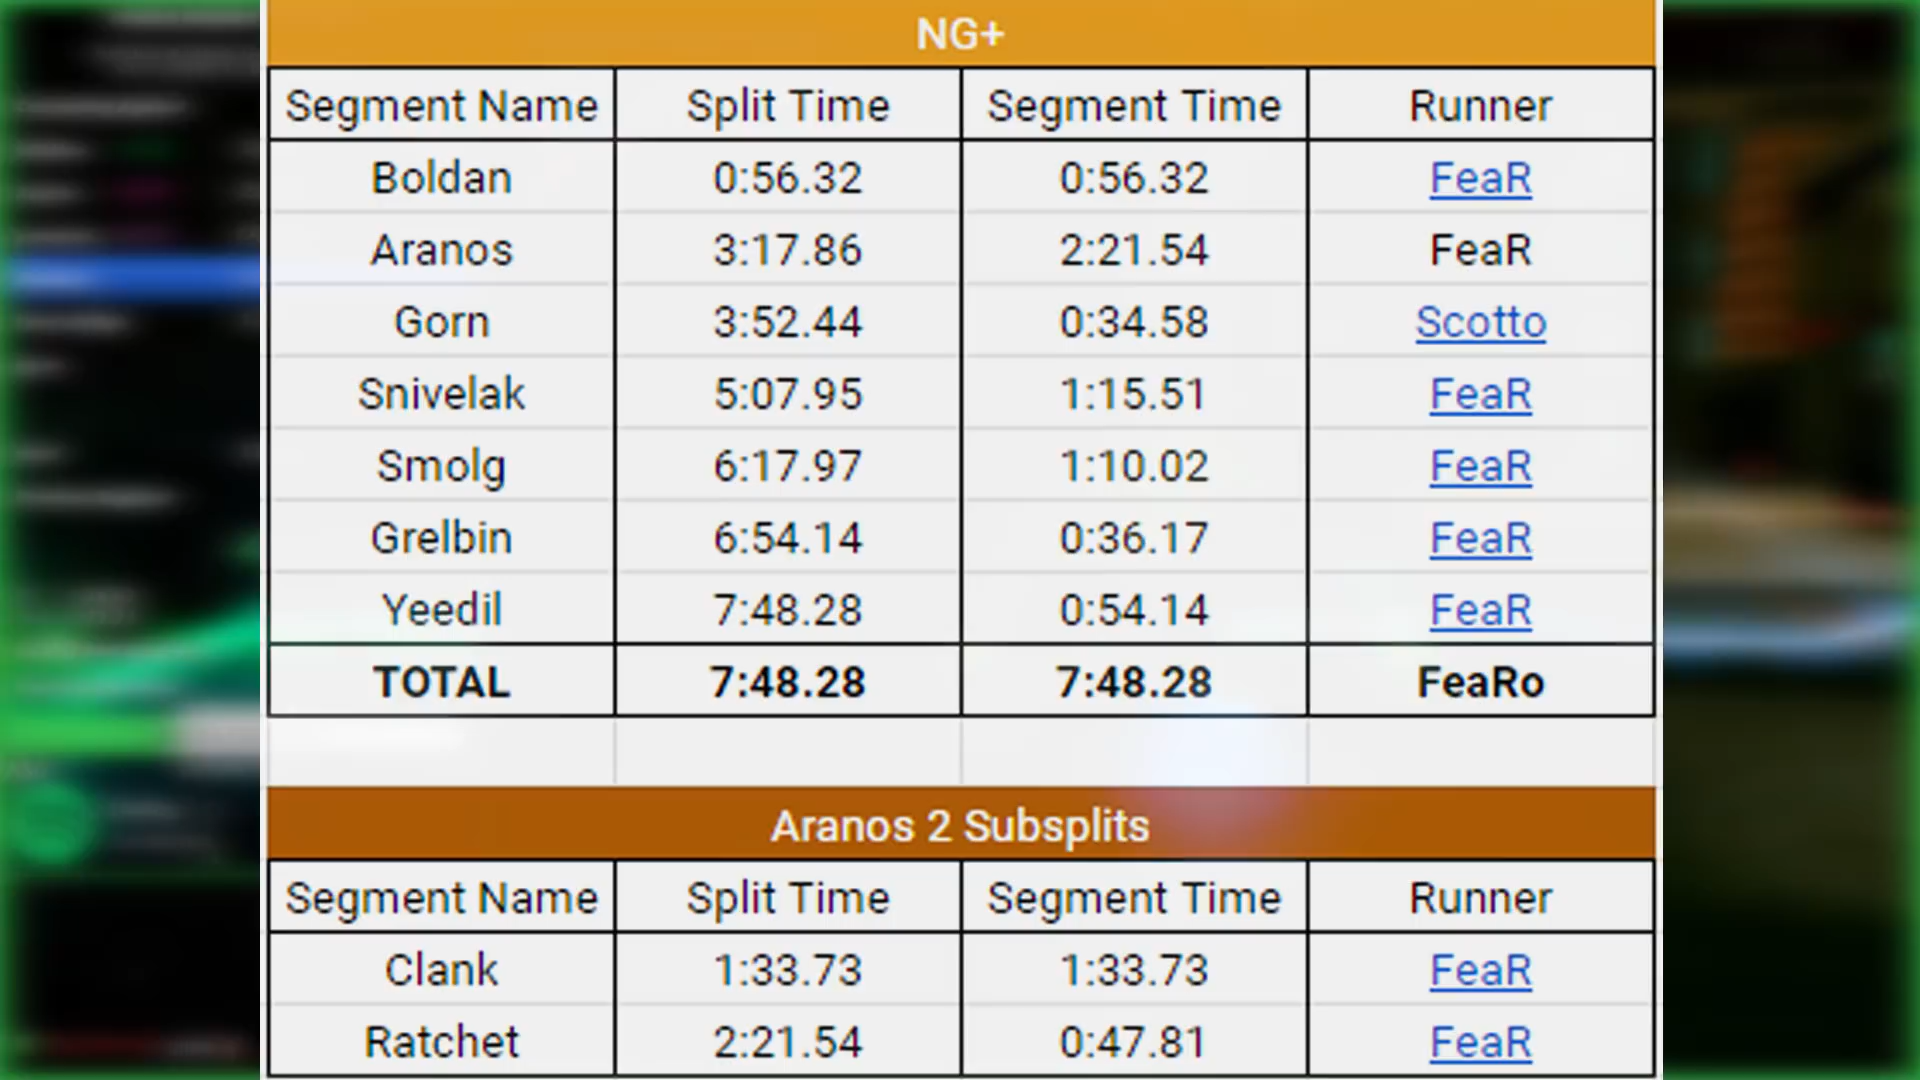 NG+
Segment Name Split Time Segment Time Runner
Boldan 0:56.32 0:56.32 FeaR
Aranos 3:17.86 2:21.54 FeaR
Gorn 3:52.44 0:34.58 Scotto
Snivelak 5:07.95 1:15.51 FeaR
Smolg 6:17.97 1:10.02 FeaR
Grelbin 6:54.14 0:36.17 FeaR
Yeedil 7:48.28 0:54.14 FeaR
TOTAL 7:48.28 7:48.28 FeaRo
Aranos 2 Subsplits
Segment Name Split Time Segment Time Runner
Clank 1:33.73 1:33.73 FeaR
Ratchet 2:21.54 0:47.81 FeaR